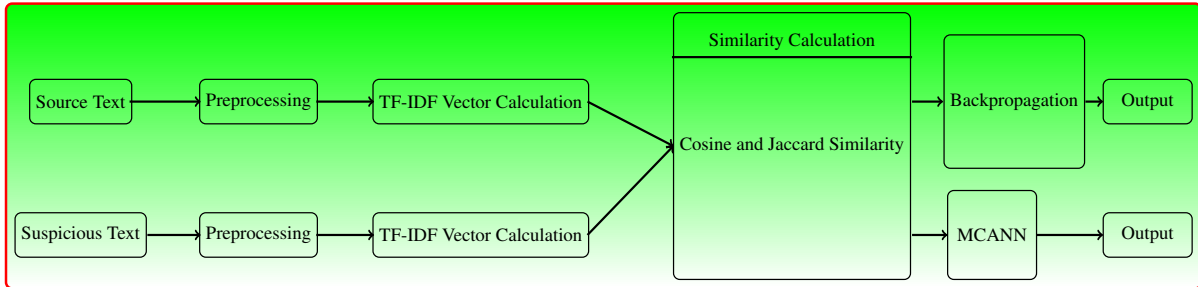 Similarity Calculation
Source Text
Preprocessing
TF-IDF Vector Calculation
Backpropagation
Output
Cosine and Jaccard Similarity
Suspicious Text
Preprocessing
TF-IDF Vector Calculation
MCANN
Output